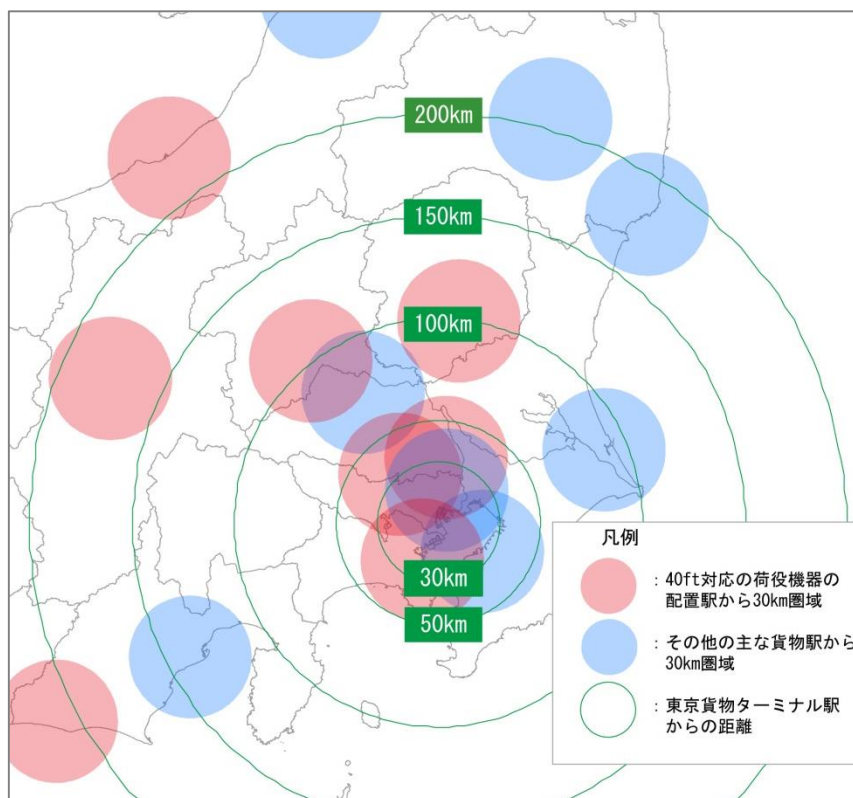 200km
150km
100km
30km
50km
凡例
：40ft対応の荷役機器の
配置駅から30km圏域
：その他の主な貨物駅から
30km圏域
：東京貨物ターミナル駅
からの距離